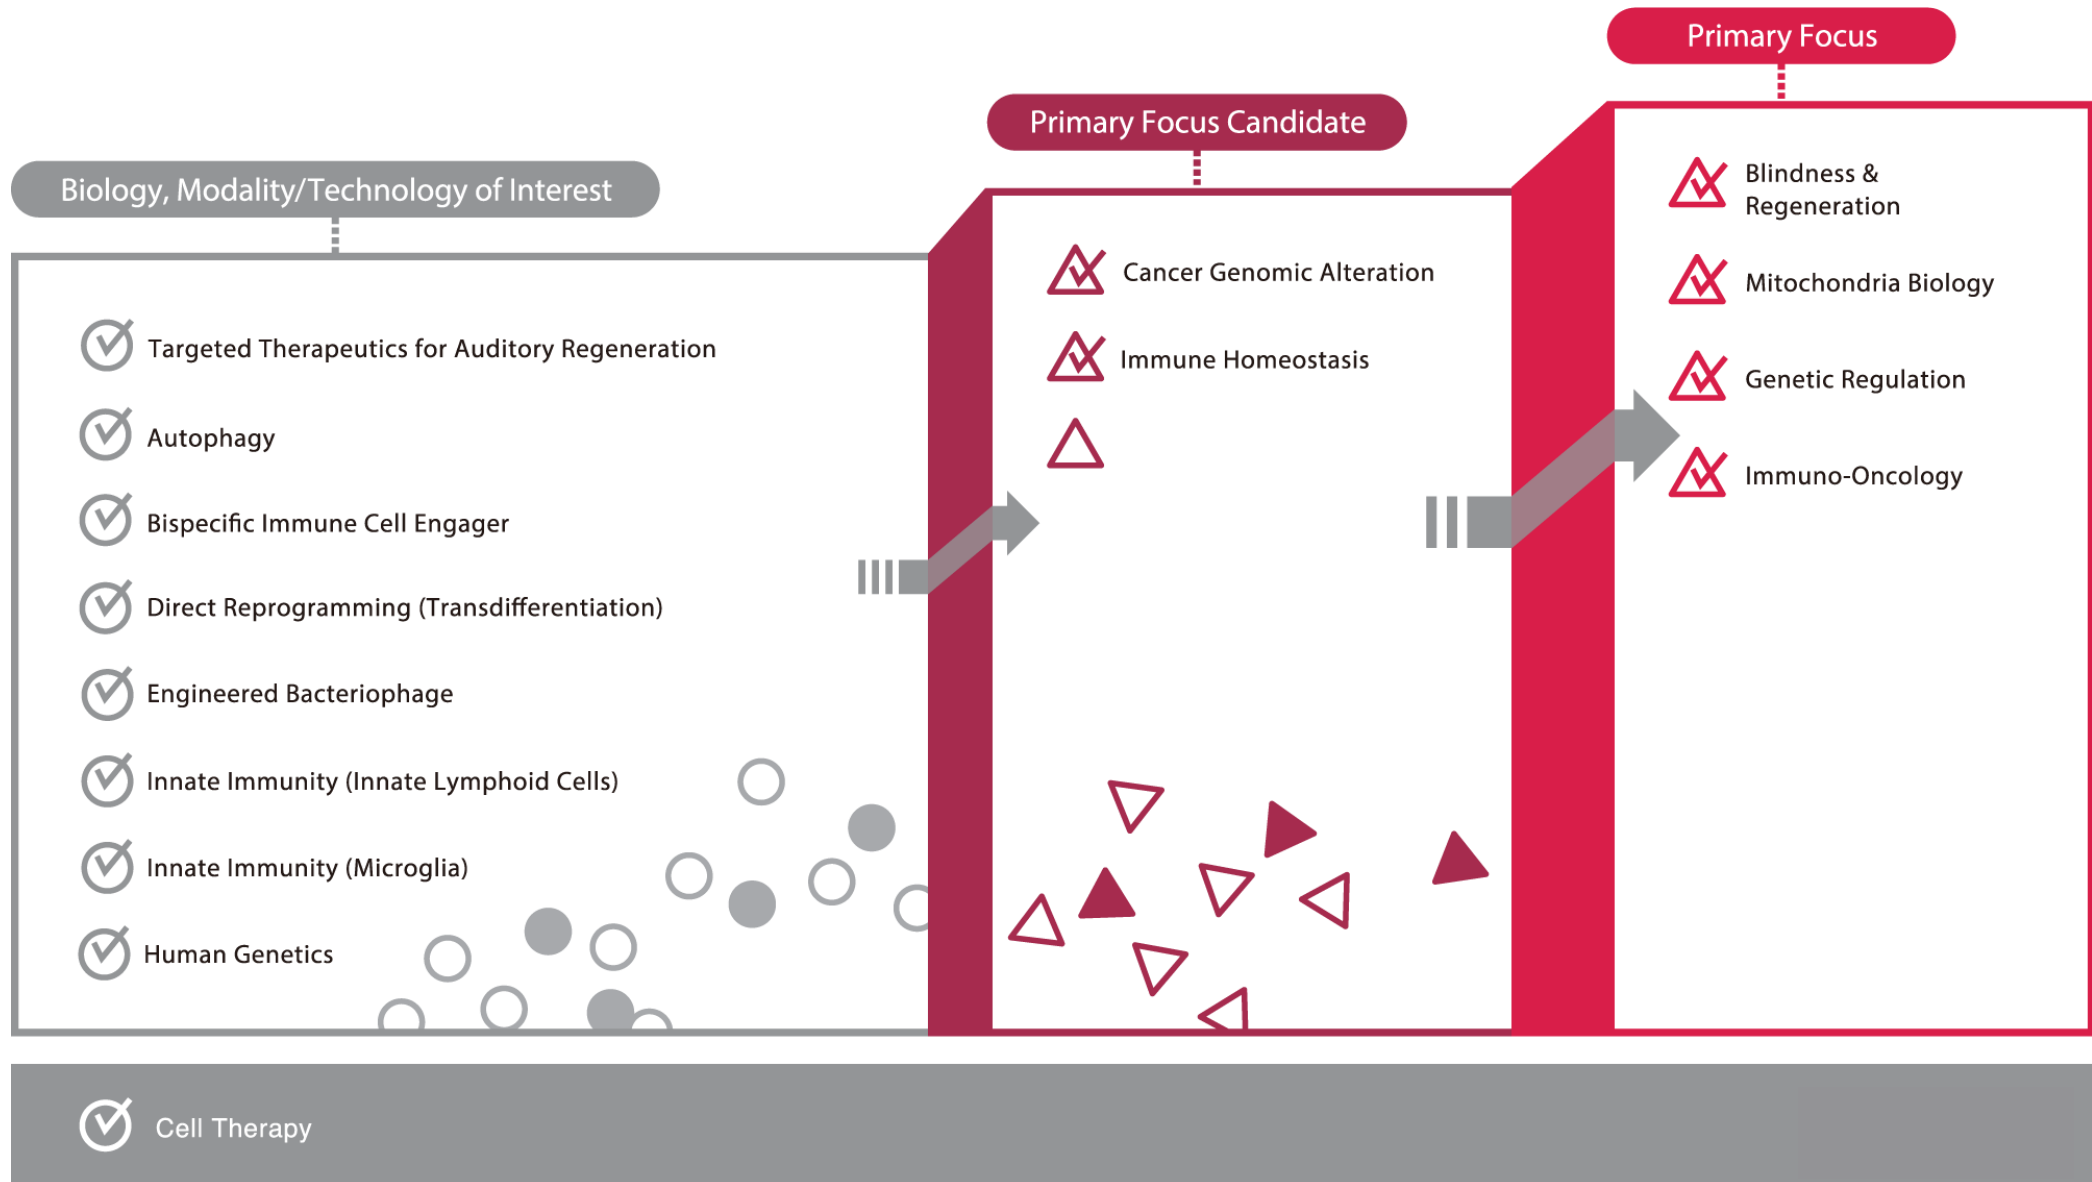 Primary Focus
Primary Focus Candidate
Biology, Modality/Technology of Interest
Targeted Therapeutics for Auditory Regeneration
Autophagy
Bispecific Immune Cell Engager
Direct Reprogramming (Transdifferentiation)
Engineered Bacteriophage
Innate Immunity (Innate Lymphoid Cells)
Innate Immunity (Microglia)
Human Genetics
Cancer Genomic Alteration
Immune Homeostasis
Blindness &
Regeneration
Mitochondria Biology
Genetic Regulation
Immuno-Oncology
Cell Therapy